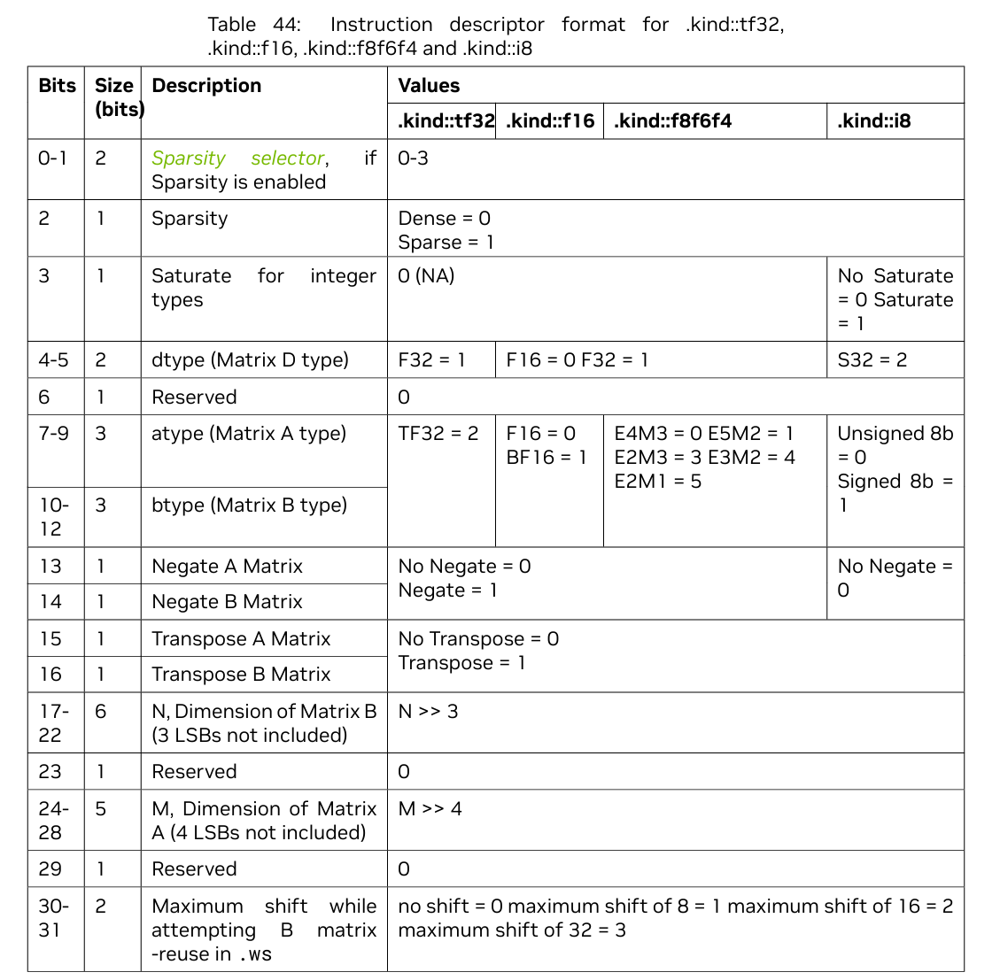 Table 44: Instruction descriptor format for .kind::tf32,
.kind::f16, .kind::f8f6f4 and .kind::i8
Bits Size (bits) Description Values
.kind::tf32 .kind::f16 .kind::f8f6f4 .kind::i8
0-1 2 Sparsity selector, if 0-3
Sparsity is enabled
2 1 Sparsity Dense = 0
Sparse = 1
3 1 Saturate for integer 0 (NA) No Saturate
types = 0 Saturate
= 1
4-5 2 dtype (Matrix D type) F32 = 1 F16 = 0 F32 = 1 S32 = 2
6 1 Reserved 0
7-9 3 atype (Matrix A type) TF32 = 2 F16 = 0 E4M3 = 0 E5M2 = 1 Unsigned 8b
BF16 = 1 E2M3 = 3 E3M2 = 4 = 0
E2M1 = 5 Signed 8b =
10- 3 btype (Matrix B type) 1
12
13 1 Negate A Matrix No Negate = 0 No Negate =
Negate = 1 0
14 1 Negate B Matrix
15 1 Transpose A Matrix No Transpose = 0
Transpose = 1
16 1 Transpose B Matrix
17- 6 N, Dimension of Matrix B N >> 3
22 (3 LSBs not included)
23 1 Reserved 0
24- 5 M, Dimension of Matrix M >> 4
28 A (4 LSBs not included)
29 1 Reserved 0
30- 2 Maximum shift while no shift = 0 maximum shift of 8 = 1 maximum shift of 16 = 2
31 attempting B matrix maximum shift of 32 = 3
-reuse in .ws